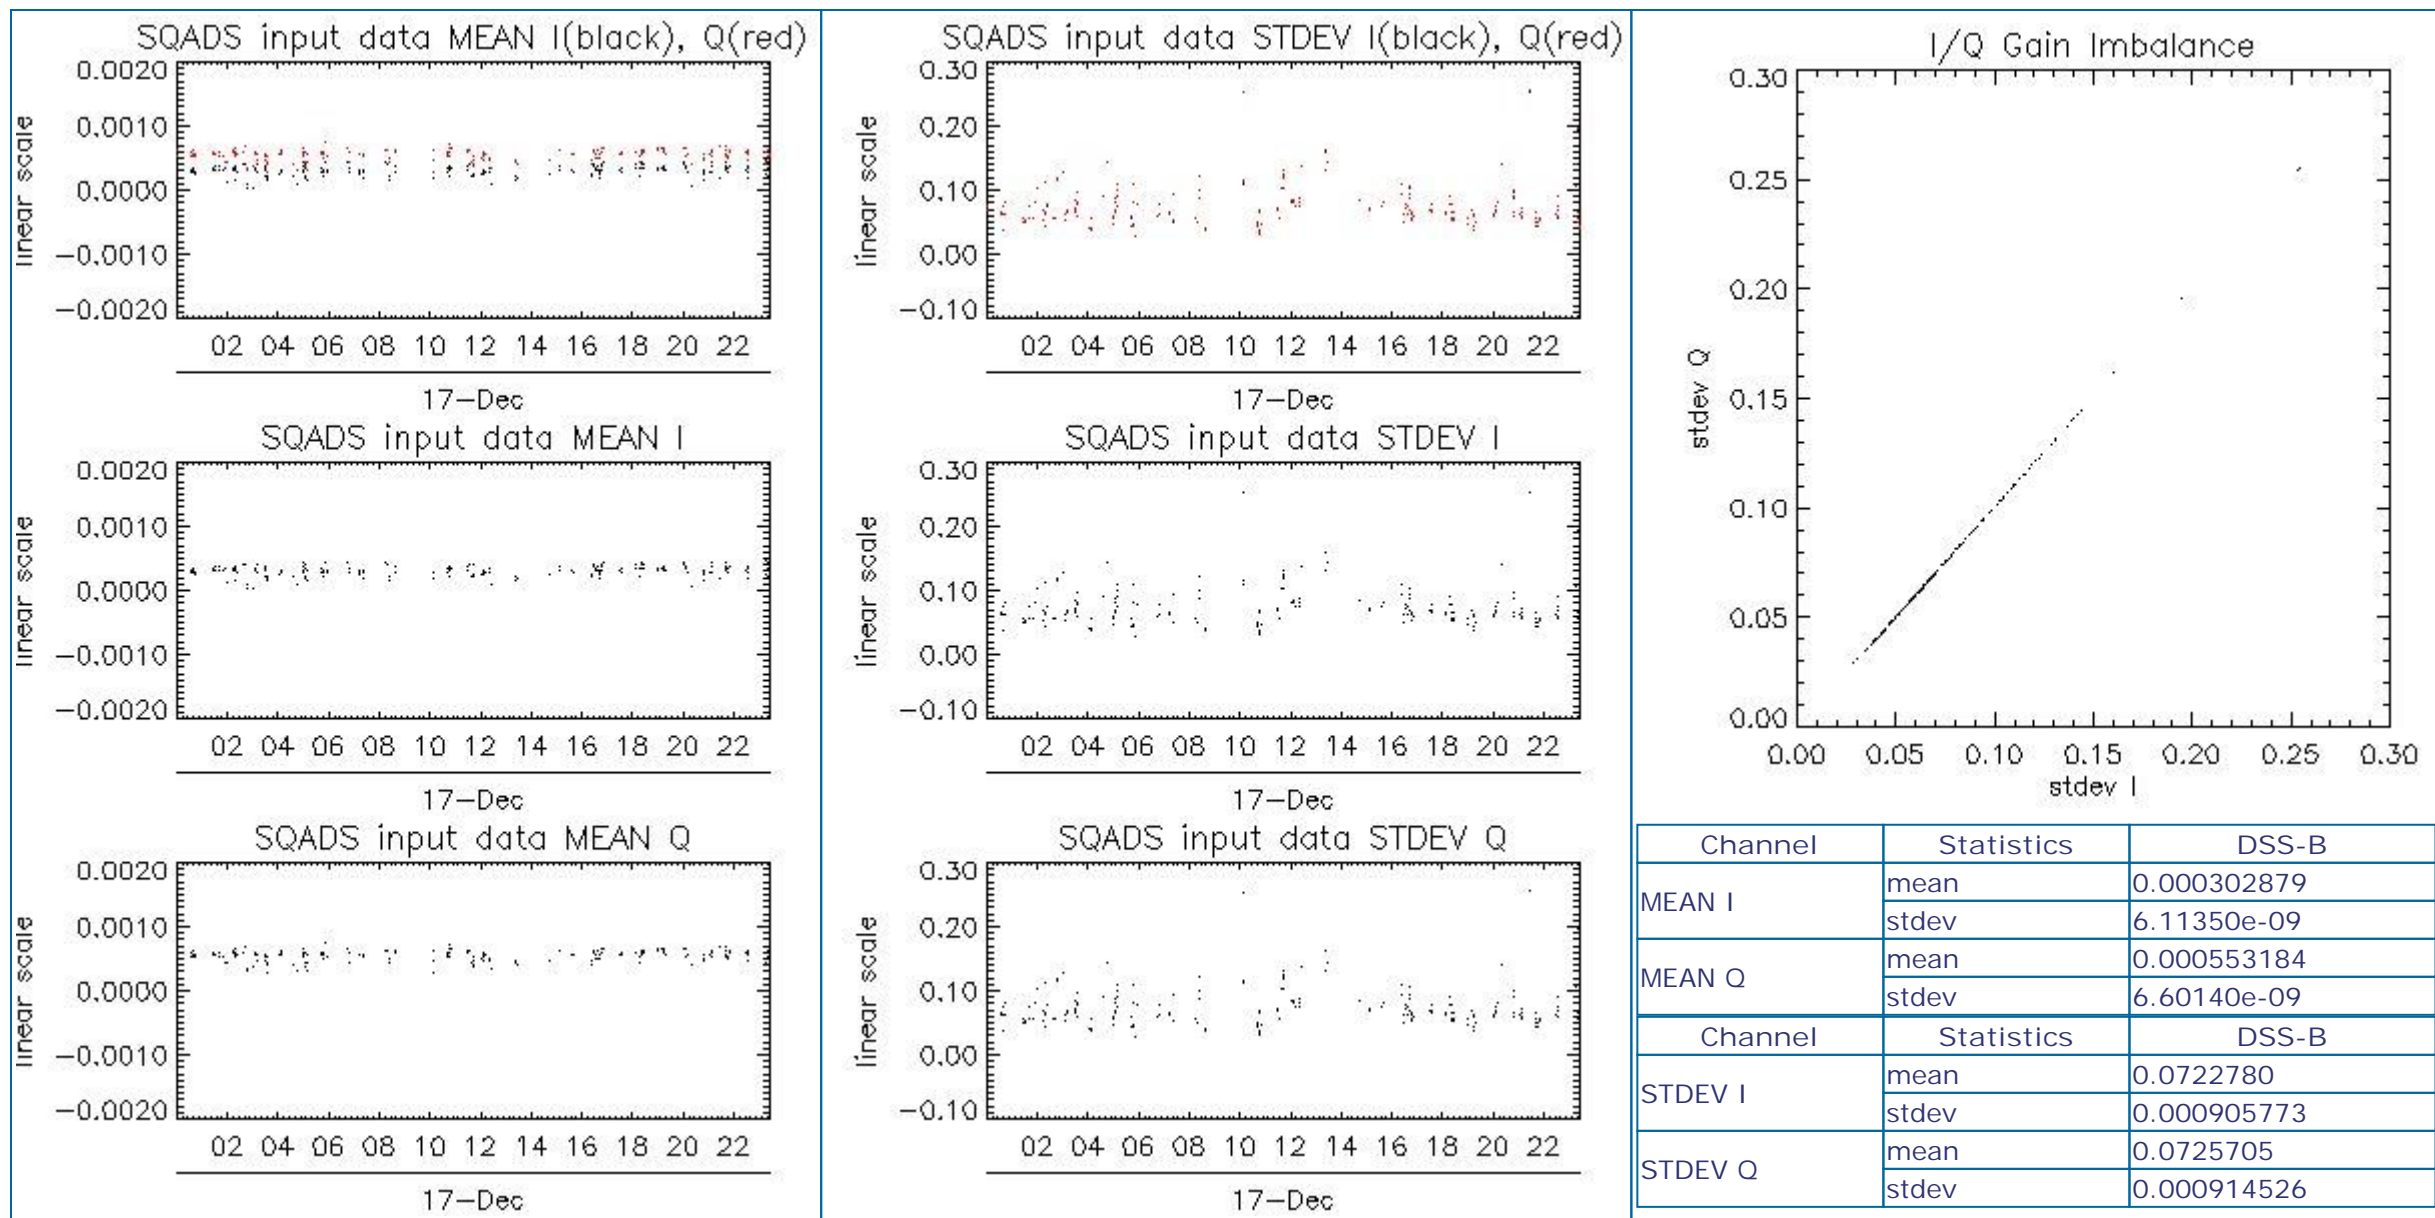 SQADS input data MEAN I(black), Q(red)
0.0020
0.0010
0.0000
−0.0010
−0.0020
linear scale
02 04 06 08 10 12 14 16 18 20 22
17−Dec
SQADS input data MEAN I
0.0020
0.0010
0.0000
−0.0010
−0.0020
linear scale
02 04 06 08 10 12 14 16 18 20 22
17−Dec
SQADS input data MEAN Q
0.0020
0.0010
0.0000
−0.0010
−0.0020
linear scale
02 04 06 08 10 12 14 16 18 20 22
17−Dec
SQADS input data STDEV I(black), Q(red)
0.30
0.20
0.10
0.00
−0.10
linear scale
02 04 06 08 10 12 14 16 18 20 22
17−Dec
SQADS input data STDEV I
0.30
0.20
0.10
0.00
−0.10
linear scale
02 04 06 08 10 12 14 16 18 20 22
17−Dec
SQADS input data STDEV Q
0.30
0.20
0.10
0.00
−0.10
linear scale
02 04 06 08 10 12 14 16 18 20 22
17−Dec
I/Q Gain Imbalance
0.30
0.25
0.20
0.15
0.10
0.05
0.00
stdev Q
0.00 0.05 0.10 0.15 0.20 0.25 0.30
stdev I
Channel Statistics DSS-B
MEAN I mean 0.000302879
stdev 6.11350e-09
MEAN Q mean 0.000553184
stdev 6.60140e-09
Channel Statistics DSS-B
STDEV I mean 0.0722780
stdev 0.000905773
STDEV Q mean 0.0725705
stdev 0.000914526